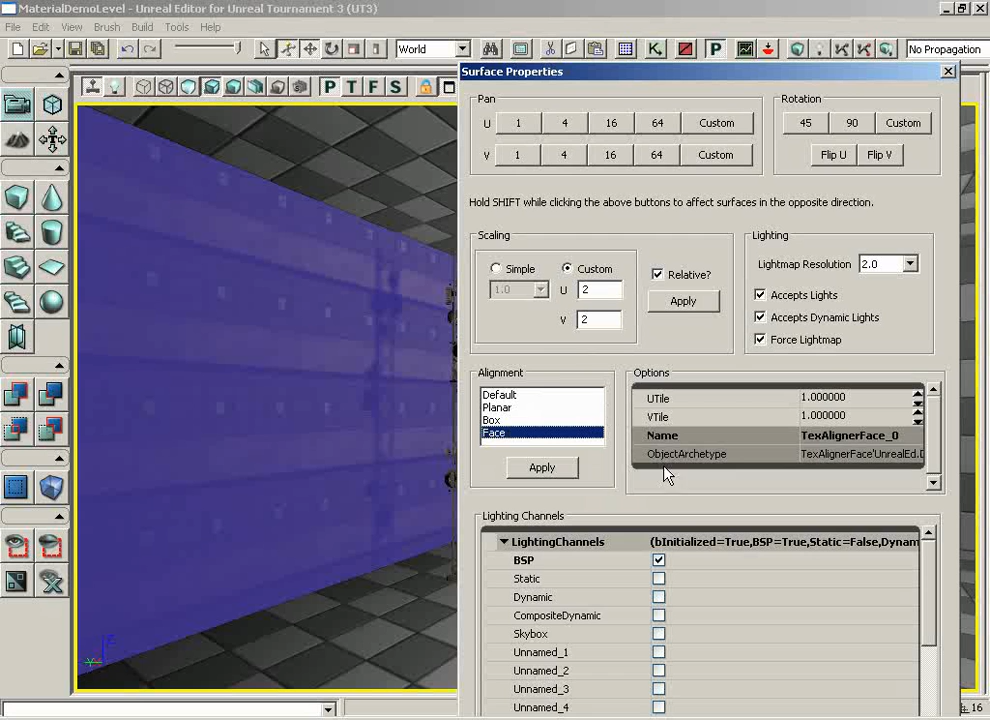 MaterialDemoLevel - Unreal Editor for Unreal Tournament 3 (UT3)
File Edit View Brush Build Tools Help
World
K P No Propagation
Surface Properties
P T F S
Pan
U 1 4 16 64 Custom
V 1 4 16 64 Custom
Rotation
45 90 Custom
Flip U Flip V
Hold SHIFT while clicking the above buttons to affect surfaces in the opposite direction.
Scaling
Simple Custom
1.0
U 2
V 2
Relative?
Apply
Lighting
Lightmap Resolution 2.0
Accepts Lights
Accepts Dynamic Lights
Force Lightmap
Alignment
Default
Planar
Box
Face
Apply
Options
UTile 1.000000
VTile 1.000000
Name TexAlignerFace_0
ObjectArchetype TexAlignerFace'UnrealEd.D
Lighting Channels
LightingChannels (bInitialized=True,BSP=True,Static=False,Dynam
BSP
Static
Dynamic
CompositeDynamic
Skybox
Unnamed_1
Unnamed_2
Unnamed_3
Unnamed_4
16